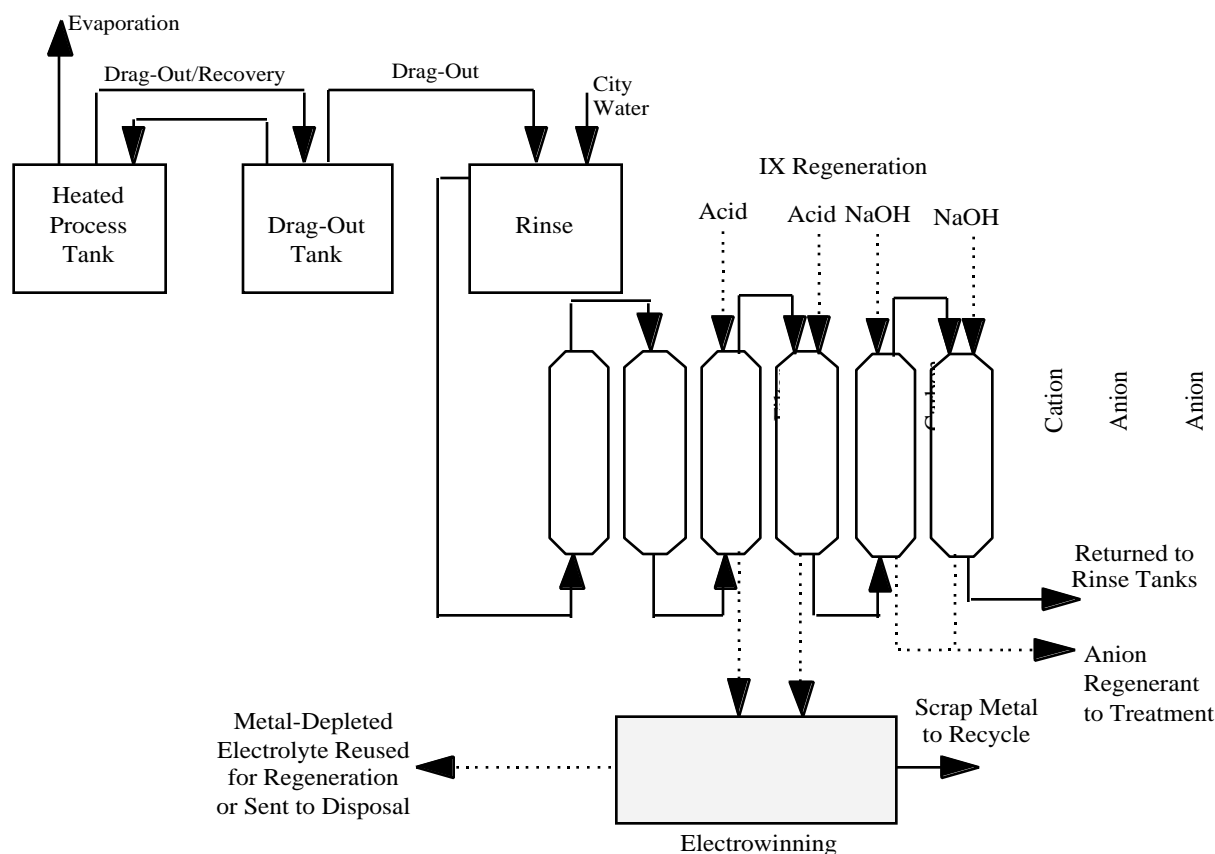 Evaporation
Drag-Out/Recovery
Drag-Out
City
Water
Heated
Process
Tank
Drag-Out
Tank
Rinse
IX Regeneration
Acid
Acid
NaOH
NaOH
Cation
Anion
Anion
Returned to
Rinse Tanks
Anion
Regenerant
to Treatment
Scrap Metal
to Recycle
Metal-Depleted
Electrolyte Reused
for Regeneration
or Sent to Disposal
Electrowinning